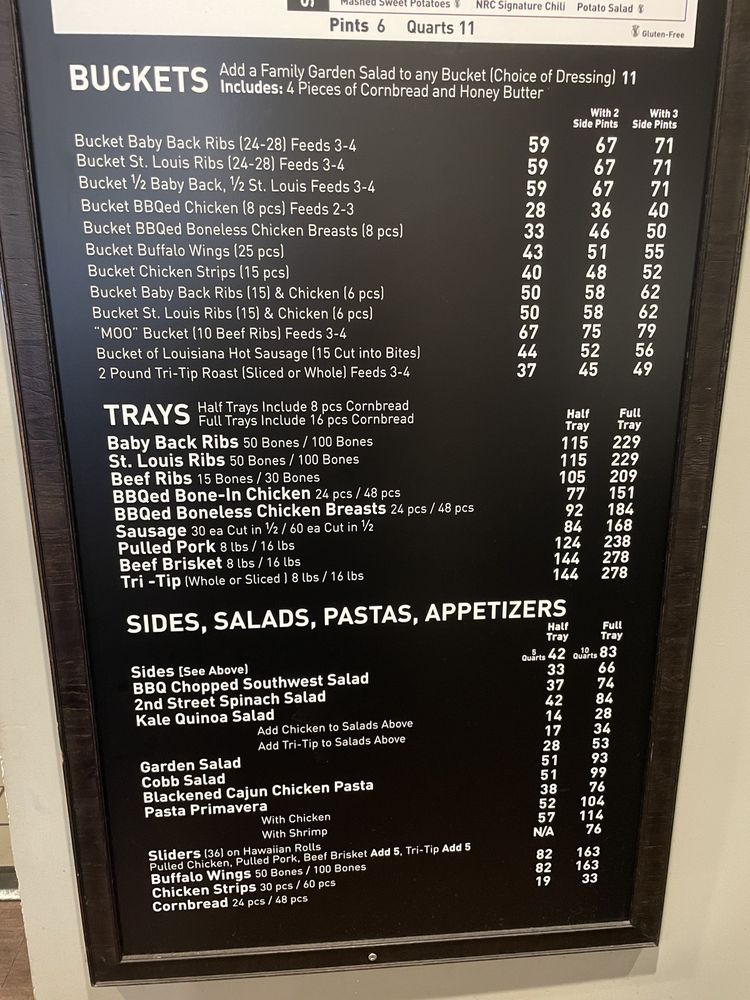 Mashed Sweet Potatoes NRC Signature Chili Potato Salad
Pints 6 Quarts 11
Gluten-Free
BUCKETS Add a Family Garden Salad to any Bucket (Choice of Dressing) 11
Includes: 4 Pieces of Cornbread and Honey Butter
With 2 Side Pints With 3 Side Pints
Bucket Baby Back Ribs (24-28) Feeds 3-4 59 67 71
Bucket St. Louis Ribs (24-28) Feeds 3-4 59 67 71
Bucket ½ Baby Back, ½ St. Louis Feeds 3-4 59 67 71
Bucket BBQed Chicken (8 pcs) Feeds 2-3 28 36 40
Bucket BBQed Boneless Chicken Breasts (8 pcs) 33 46 50
Bucket Buffalo Wings (25 pcs) 43 51 55
Bucket Chicken Strips (15 pcs) 40 48 52
Bucket Baby Back Ribs (15) & Chicken (6 pcs) 50 58 62
Bucket St. Louis Ribs (15) & Chicken (6 pcs) 50 58 62
"MOO" Bucket (10 Beef Ribs) Feeds 3-4 67 75 79
Bucket of Louisiana Hot Sausage (15 Cut into Bites) 44 52 56
2 Pound Tri-Tip Roast (Sliced or Whole) Feeds 3-4 37 45 49
TRAYS Half Trays Include 8 pcs Cornbread
Full Trays Include 16 pcs Cornbread
Half Tray Full Tray
Baby Back Ribs 50 Bones / 100 Bones 115 229
St. Louis Ribs 50 Bones / 100 Bones 115 229
Beef Ribs 15 Bones / 30 Bones 105 209
BBQed Bone-In Chicken 24 pcs / 48 pcs 77 151
BBQed Boneless Chicken Breasts 24 pcs / 48 pcs 92 184
Sausage 30 ea Cut in ½ / 60 ea Cut in ½ 84 168
Pulled Pork 8 lbs / 16 lbs 124 238
Beef Brisket 8 lbs / 16 lbs 144 278
Tri -Tip (Whole or Sliced ) 8 lbs / 16 lbs 144 278
SIDES, SALADS, PASTAS, APPETIZERS
Half Tray Full Tray
Sides (See Above) 5 Quarts 42 10 Quarts 83
BBQ Chopped Southwest Salad 33 66
2nd Street Spinach Salad 37 74
Kale Quinoa Salad 42 84
Add Chicken to Salads Above 14 28
Add Tri-Tip to Salads Above 17 34
Garden Salad 28 53
Cobb Salad 51 93
Blackened Cajun Chicken Pasta 51 99
Pasta Primavera 38 76
With Chicken 52 104
With Shrimp 57 114
Sliders (36) on Hawaiian Rolls N/A 76
Pulled Chicken, Pulled Pork, Beef Brisket Add 5, Tri-Tip Add 5
Buffalo Wings 50 Bones / 100 Bones 82 163
Chicken Strips 30 pcs / 60 pcs 82 163
Cornbread 24 pcs / 48 pcs 19 33